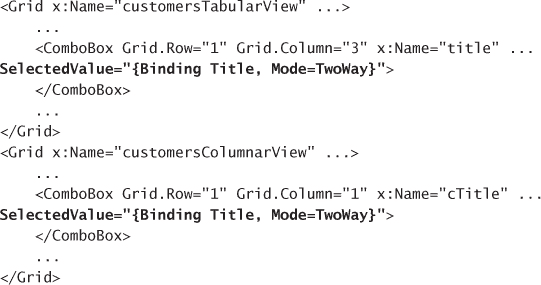 <Grid x:Name="customersTabularView" ...>
    ...
    <ComboBox Grid.Row="1" Grid.Column="3" x:Name="title" ...
SelectedValue="{Binding Title, Mode=TwoWay}">
    </ComboBox>
    ...
</Grid>
<Grid x:Name="customersColumnarView" ...>
    ...
    <ComboBox Grid.Row="1" Grid.Column="1" x:Name="cTitle" ...
SelectedValue="{Binding Title, Mode=TwoWay}">
    </ComboBox>
    ...
</Grid>